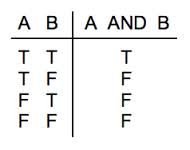 A B A AND B
T T T
T F F
F T F
F F F